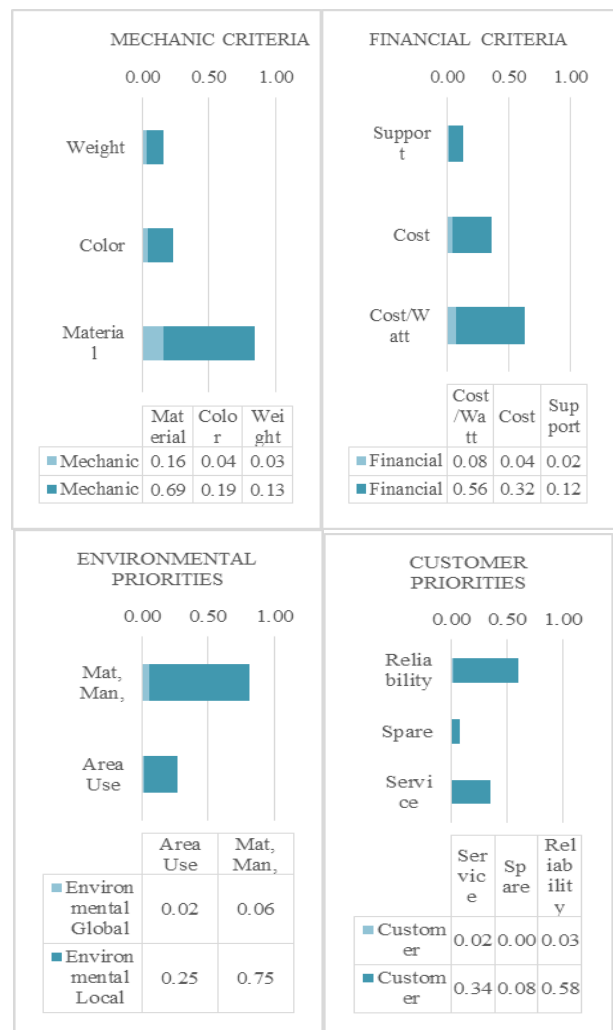 MECHANIC CRITERIA
0.00 0.50 1.00
Weight
Color
Materia
l
Mat
erial
Colo
r
Wei
ght
Mechanic 0.16 0.04 0.03
Mechanic 0.69 0.19 0.13
FINANCIAL CRITERIA
0.00 0.50 1.00
Suppor
t
Cost
Cost/W
att
Cost
/Wa
tt
Cost
Sup
port
Financial 0.08 0.04 0.02
Financial 0.56 0.32 0.12
ENVIRONMENTAL
PRIORITIES
0.00 0.50 1.00
Mat,
Man,
Area
Use
Area
Use
Mat,
Man,
Environ
mental
Global
0.02 0.06
Environ
mental
Local
0.25 0.75
CUSTOMER
PRIORITIES
0.00 0.50 1.00
Relia
bility
Spare
Servi
ce
Ser
vic
e
Sp
are
Rel
iab
ilit
y
Custom
er
0.02 0.00 0.03
Custom
er
0.34 0.08 0.58